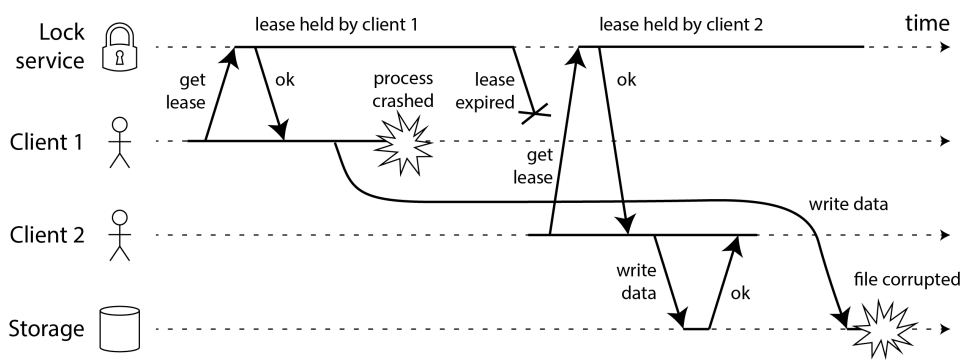 Lock
service
lease held by client 1
lease held by client 2
time
get
lease
ok
process
crashed
lease
expired
ok
Client 1
get
lease
write data
Client 2
write
data
ok
file corrupted
Storage